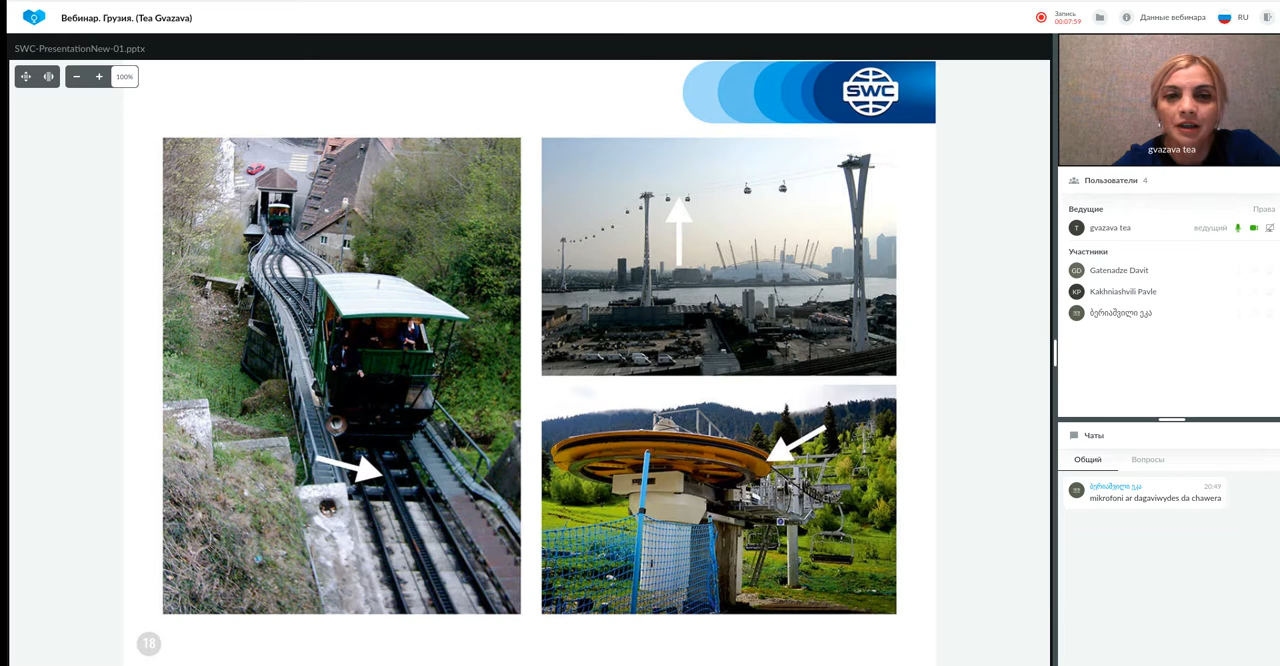 Вебинар. Грузия. (Tea Gvazava)
Запись
00:07:59
Данные вебинара
RU
SWC-PresentationNew-01.pptx
100%
SWC
18
gvazava tea
Пользователи 4
Ведущие
Права
T
gvazava tea
ведущий
Участники
GD
Gatenadze Davit
KP
Kakhniashvili Pavle
ბერიაშვილი ეკა
Чаты
Общий
Вопросы
ბერიაშვილი ეკა
20:49
mikrofoni ar dagaviwydes da chawera